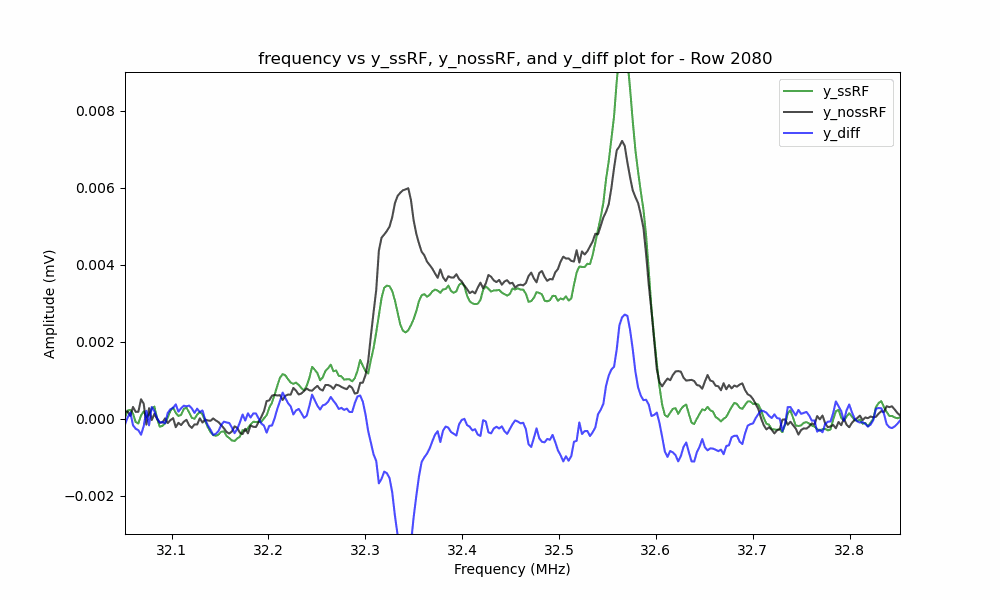 frequency vs y_ssRF, y_nossRF, and y_diff plot for - Row 2080
y_ssRF
y_nossRF
y_diff
Amplitude (mV)
0.008
0.006
0.004
0.002
0.000
−0.002
32.1 32.2 32.3 32.4 32.5 32.6 32.7 32.8
Frequency (MHz)